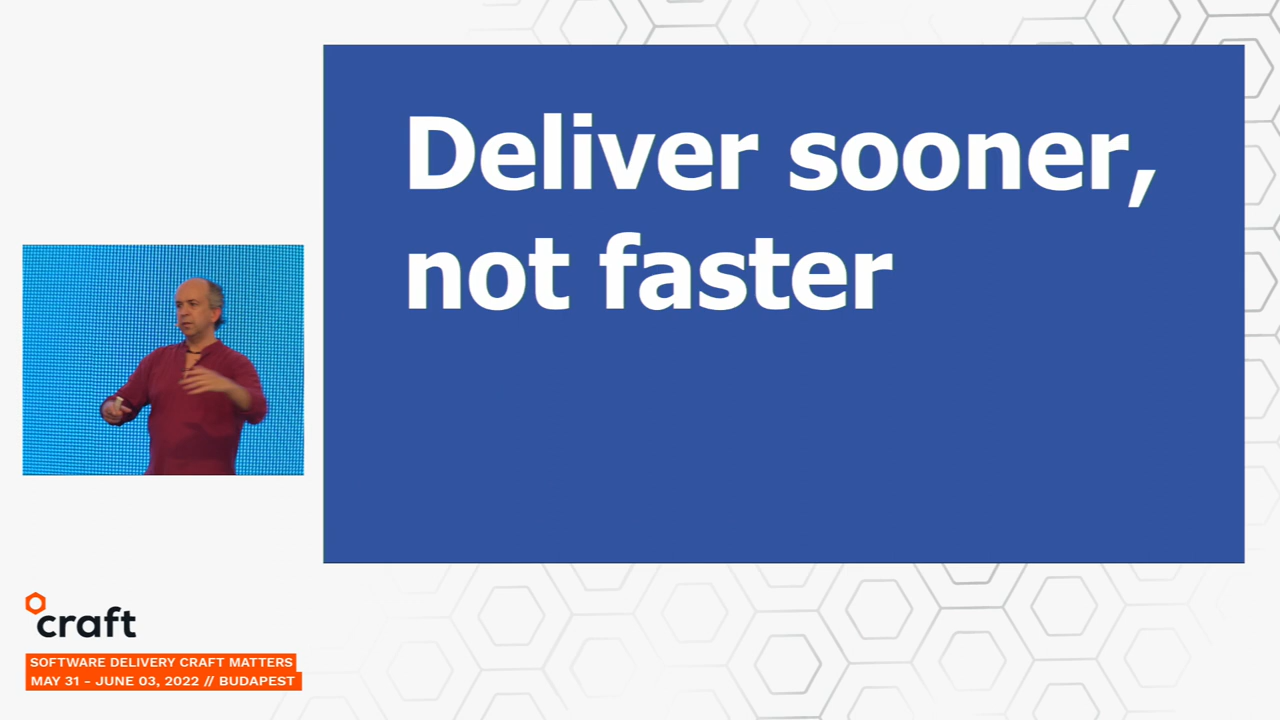 Deliver sooner,
not faster
craft
SOFTWARE DELIVERY CRAFT MATTERS
MAY 31 - JUNE 03, 2022 // BUDAPEST